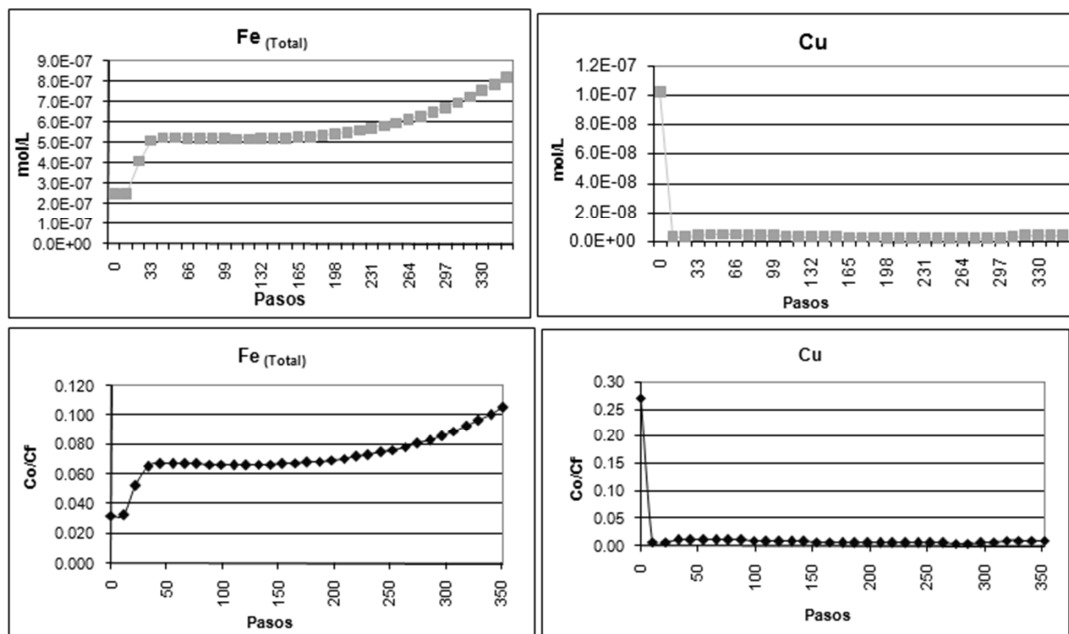 Fe (Total)
mol/L
9.0E-07
8.0E-07
7.0E-07
6.0E-07
5.0E-07
4.0E-07
3.0E-07
2.0E-07
1.0E-07
0.0E+00
0 33 66 99 132 165 198 231 264 297 330
Pasos
Cu
mol/L
1.2E-07
1.0E-07
8.0E-08
6.0E-08
4.0E-08
2.0E-08
0.0E+00
0 33 66 99 132 165 198 231 264 297 330
Pasos
Fe (Total)
Co/Cf
0.120
0.100
0.080
0.060
0.040
0.020
0.000
0 50 100 150 200 250 300 350
Pasos
Cu
Co/Cf
0.30
0.25
0.20
0.15
0.10
0.05
0.00
0 50 100 150 200 250 300 350
Pasos